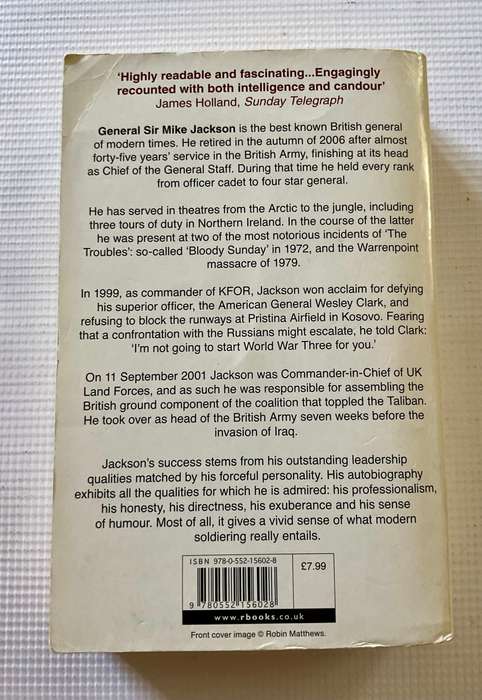 ‘Highly readable and fascinating...Engagingly
recounted with both intelligence and candour’
James Holland, Sunday Telegraph
General Sir Mike Jackson is the best known British general
of modern times. He retired in the autumn of 2006 after almost
forty-five years’ service in the British Army, finishing at its head
as Chief of the General Staff. During that time he held every rank
from officer cadet to four star general.
He has served in theatres from the Arctic to the jungle, including
three tours of duty in Northern Ireland. In the course of the latter
he was present at two of the most notorious incidents of ‘The
Troubles’: so-called ‘Bloody Sunday’ in 1972, and the Warrenpoint
massacre of 1979.
In 1999, as commander of KFOR, Jackson won acclaim for defying
his superior officer, the American General Wesley Clark, and
refusing to block the runways at Pristina Airfield in Kosovo. Fearing
that a confrontation with the Russians might escalate, he told Clark:
‘I’m not going to start World War Three for you.’
On 11 September 2001 Jackson was Commander-in-Chief of UK
Land Forces, and as such he was responsible for assembling the
British ground component of the coalition that toppled the Taliban.
He took over as head of the British Army seven weeks before the
invasion of Iraq.
Jackson’s success stems from his outstanding leadership
qualities matched by his forceful personality. His autobiography
exhibits all the qualities for which he is admired: his professionalism,
his honesty, his directness, his exuberance and his sense
of humour. Most of all, it gives a vivid sense of what modern
soldiering really entails.
ISBN 978-0-552-15602-8
£7.99
9 780552 156028
www.rbooks.co.uk
Front cover image © Robin Matthews.